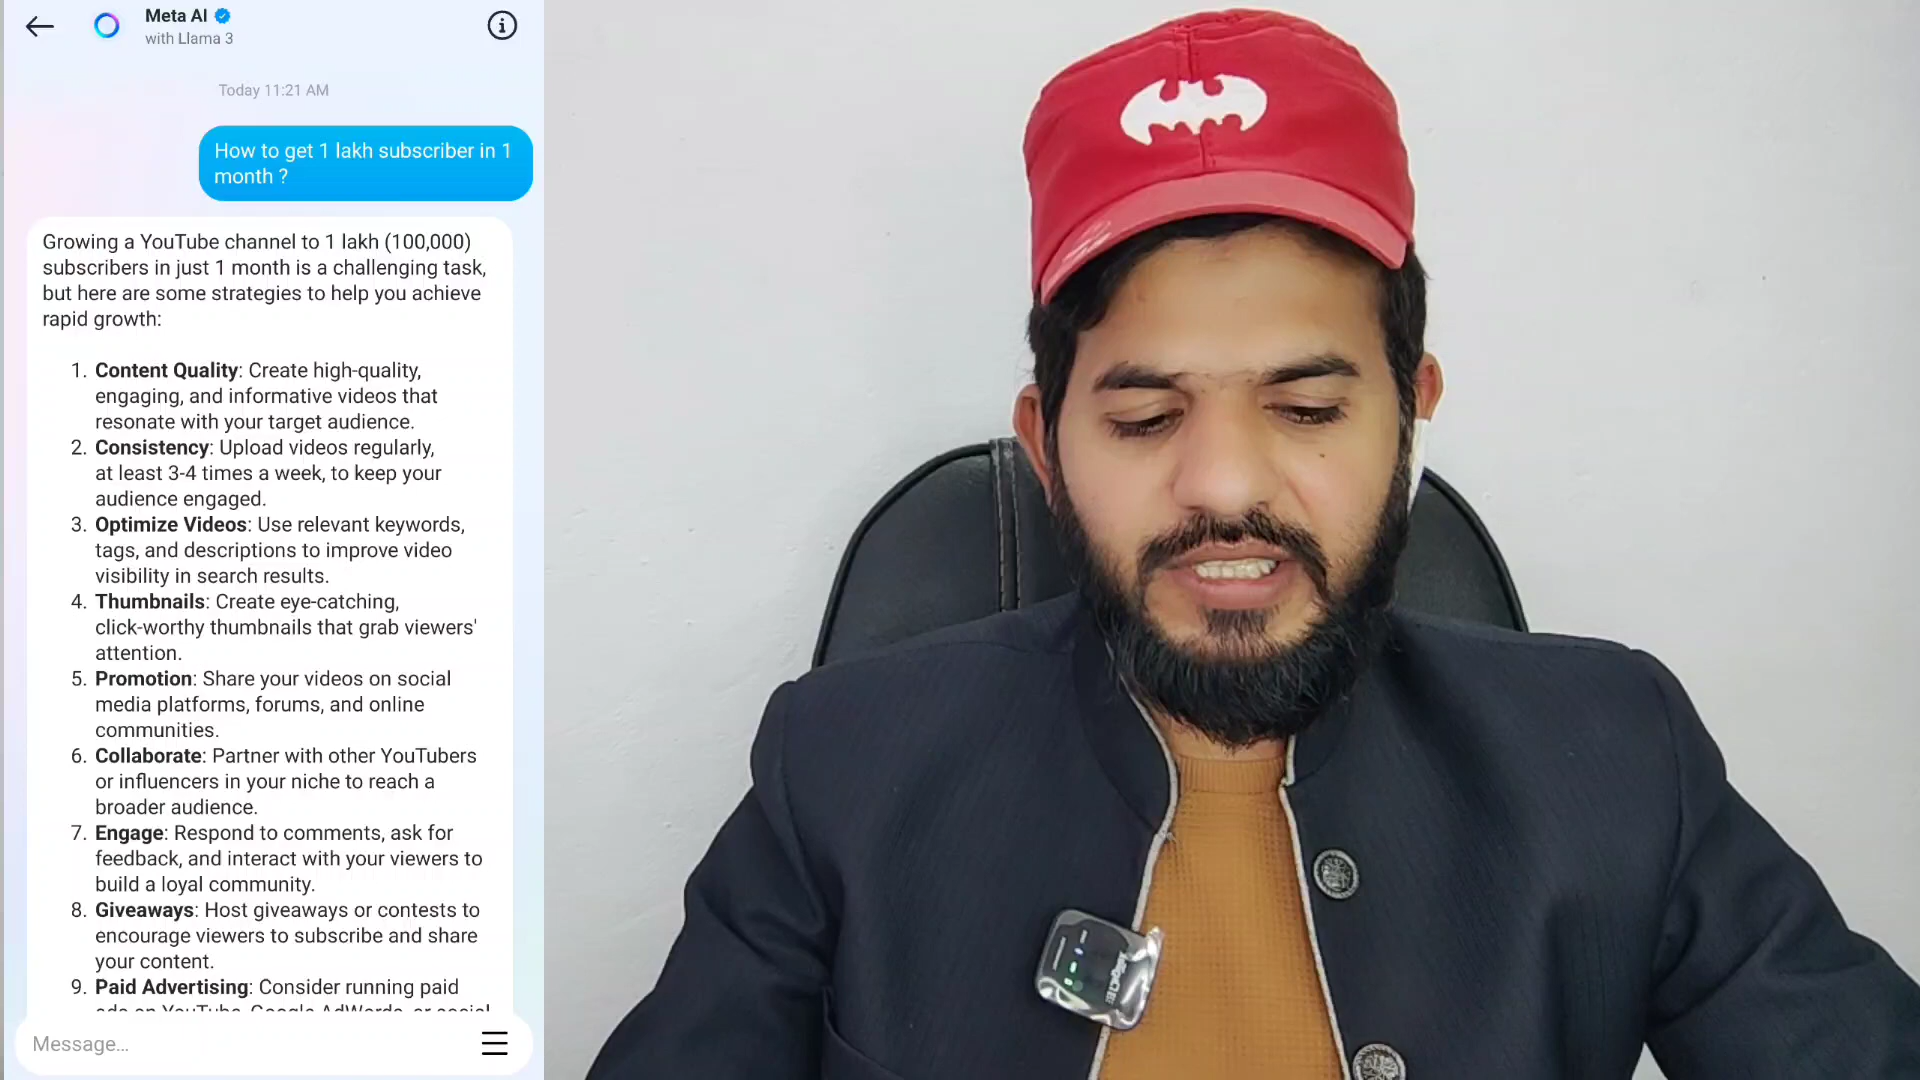 Meta AI
with Llama 3
Today 11:21 AM
How to get 1 lakh subscriber in 1
month ?
Growing a YouTube channel to 1 lakh (100,000)
subscribers in just 1 month is a challenging task,
but here are some strategies to help you achieve
rapid growth:
1. Content Quality: Create high-quality,
engaging, and informative videos that
resonate with your target audience.
2. Consistency: Upload videos regularly,
at least 3-4 times a week, to keep your
audience engaged.
3. Optimize Videos: Use relevant keywords,
tags, and descriptions to improve video
visibility in search results.
4. Thumbnails: Create eye-catching,
click-worthy thumbnails that grab viewers'
attention.
5. Promotion: Share your videos on social
media platforms, forums, and online
communities.
6. Collaborate: Partner with other YouTubers
or influencers in your niche to reach a
broader audience.
7. Engage: Respond to comments, ask for
feedback, and interact with your viewers to
build a loyal community.
8. Giveaways: Host giveaways or contests to
encourage viewers to subscribe and share
your content.
9. Paid Advertising: Consider running paid
ads on YouTube, Google AdWords, or social
Message…